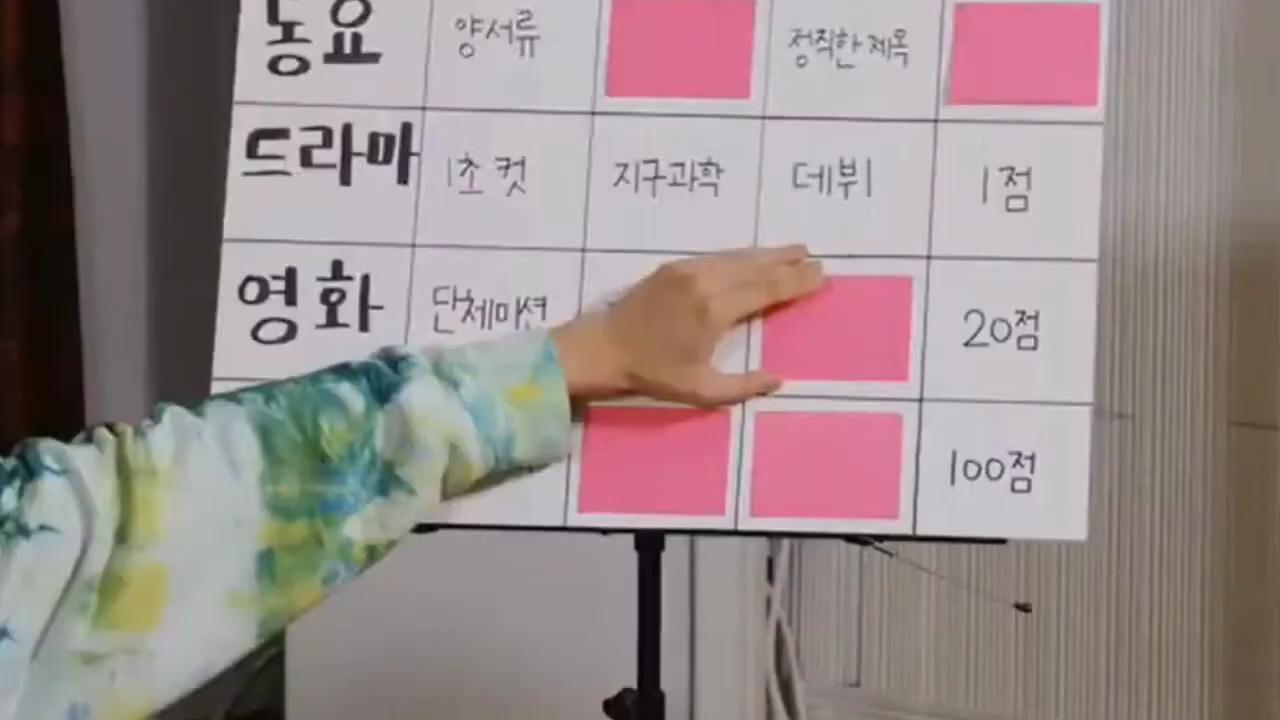 동요 양서류 정직한 제목
드라마 1초 컷 지구과학 데뷔 1점
영화 단체미션 20점
100점